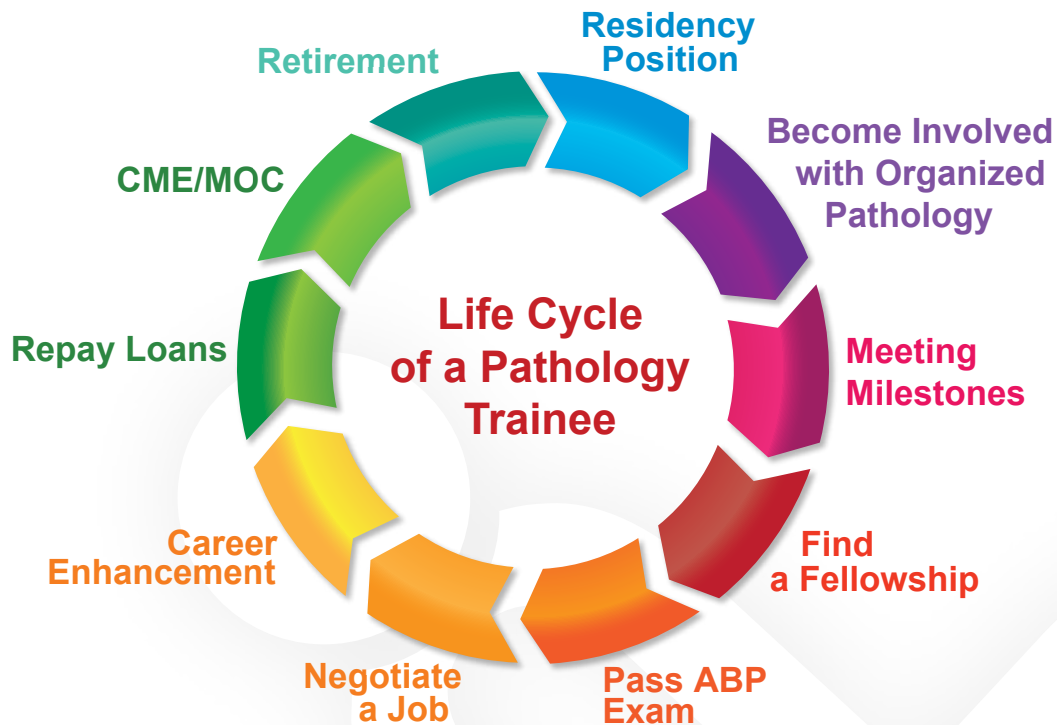 Life Cycle
of a Pathology
Trainee
Residency
Position
Become Involved
with Organized
Pathology
Meeting
Milestones
Find
a Fellowship
Pass ABP
Exam
Negotiate
a Job
Career
Enhancement
Repay Loans
CME/MOC
Retirement